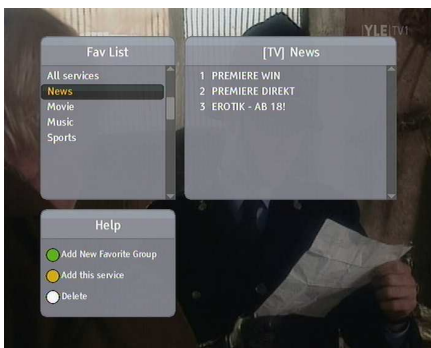 YLE TV1
Fav List
All services
News
Movie
Music
Sports
[TV] News
1 PREMIERE WIN
2 PREMIERE DIREKT
3 EROTIK - AB 18!
Help
Add New Favorite Group
Add this service
Delete